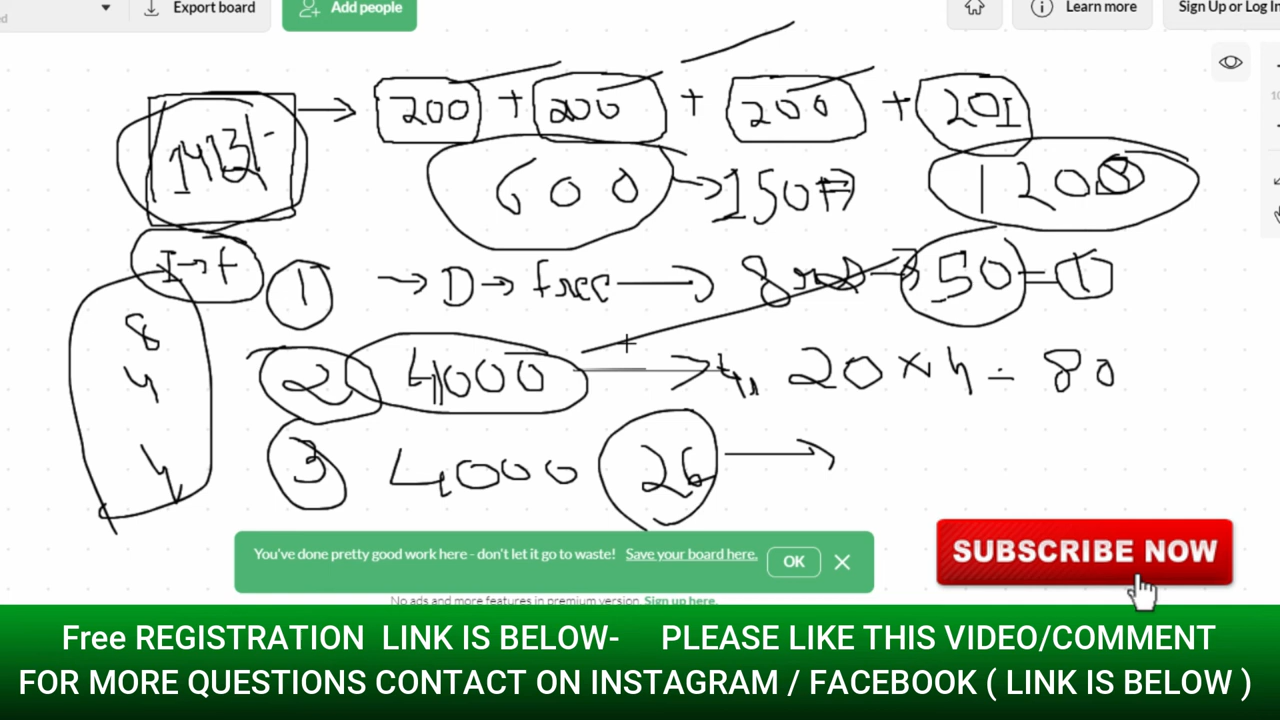 Export board
Add people
Learn more
Sign Up or Log In
→ 200 + 200 + 200 + 201
600 → 150
1200
1 → D → free → → 50 = 1
2 4000 → 20 × 4 = 80
8
4
3 4000 26 →
4
You've done pretty good work here - don't let it go to waste! Save your board here. OK
SUBSCRIBE NOW
No ads and more features in premium version. Sign up here.
Free REGISTRATION LINK IS BELOW- PLEASE LIKE THIS VIDEO/COMMENT
FOR MORE QUESTIONS CONTACT ON INSTAGRAM / FACEBOOK ( LINK IS BELOW )